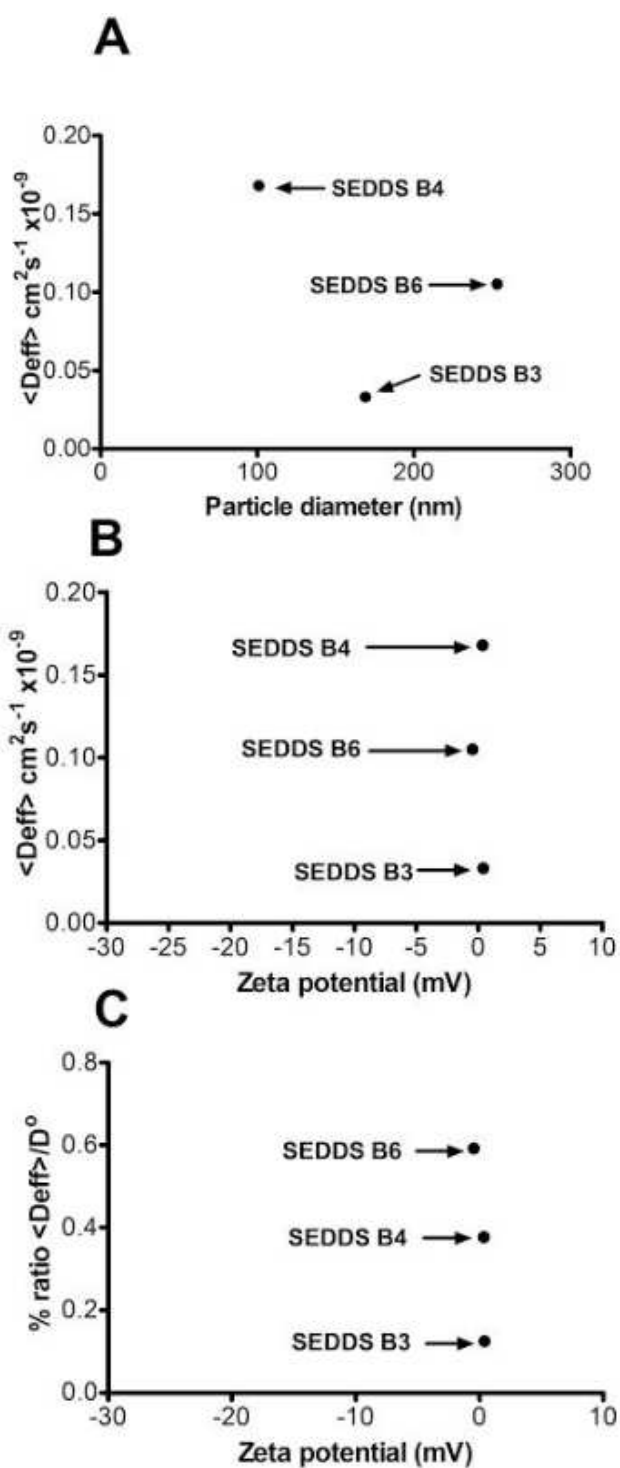 A
0.20
SEDDS B4
0.15
SEDDS B6
0.10
SEDDS B3
0.05
0.00
<Deff> cm²s⁻¹ x10⁻⁹
0 100 200 300
Particle diameter (nm)
B
0.20
SEDDS B4
0.15
SEDDS B6
0.10
0.05
SEDDS B3
0.00
<Deff> cm²s⁻¹ x10⁻⁹
-30 -25 -20 -15 -10 -5 0 5 10
Zeta potential (mV)
C
0.8
SEDDS B6
0.6
SEDDS B4
0.4
0.2
SEDDS B3
0.0
% ratio <Deff>/Dº
-30 -20 -10 0 10
Zeta potential (mV)